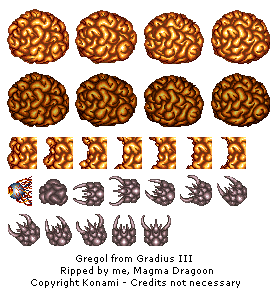 Gregol from Gradius III
Ripped by me, Magma Dragoon
Copyright Konami - Credits not necessary